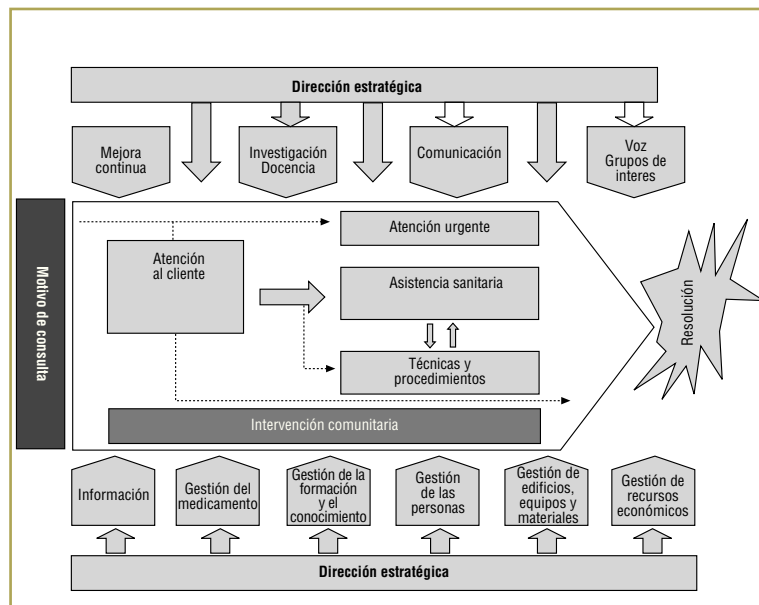 Dirección estratégica
Mejora
continua
Investigación
Docencia
Comunicación
Voz
Grupos de
interes
Motivo de consulta
Atención urgente
Atención
al cliente
Asistencia sanitaria
Técnicas y
procedimientos
Intervención comunitaria
Resolución
Información
Gestión del
medicamento
Gestión de la
formación
y el
conocimiento
Gestión
de las
personas
Gestión de
edificios,
equipos y
materiales
Gestión de
recursos
económicos
Dirección estratégica